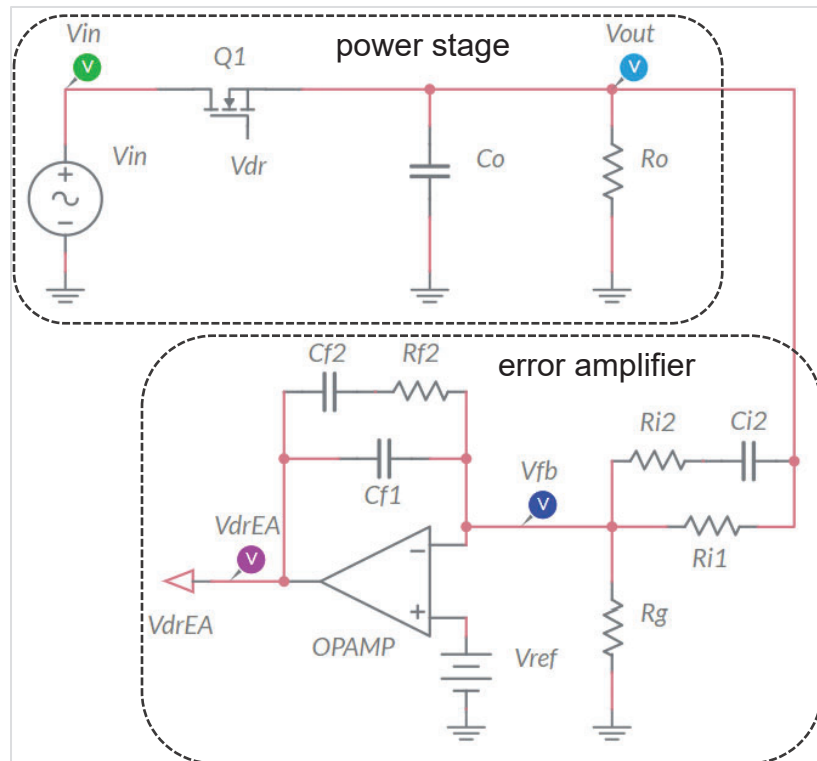 Vin
Q1
power stage
Vout
V
V
Vin
+
−
Vdr
Co
Ro
Cf2
Rf2
error amplifier
Ri2
Ci2
Cf1
Vfb
V
VdrEA
V
Ri1
−
+
VdrEA
OPAMP
Vref
Rg